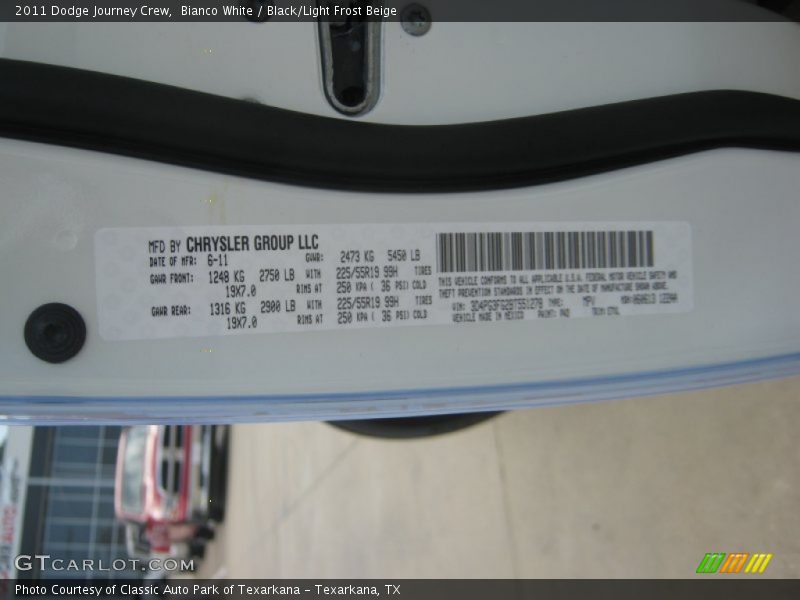 2011 Dodge Journey Crew, Bianco White / Black/Light Frost Beige
MFD BY CHRYSLER GROUP LLC
DATE OF MFR: 6-11 GVWR: 2473 KG 5450 LB
GAWR FRONT: 1248 KG 2750 LB WITH 225/55R19 99H TIRES
19X7.0 RIMS AT 250 KPA ( 36 PSI) COLD
GAWR REAR: 1316 KG 2900 LB WITH 225/55R19 99H TIRES
19X7.0 RIMS AT 250 KPA ( 36 PSI) COLD
THIS VEHICLE CONFORMS TO ALL APPLICABLE U.S.A. FEDERAL MOTOR VEHICLE SAFETY AND
THEFT PREVENTION STANDARDS IN EFFECT ON THE DATE OF MANUFACTURE SHOWN ABOVE.
VIN: TYPE: MPV
VEHICLE MADE IN MEXICO PAINT: PW0 TRIM:
GTCARLOT.COM
Photo Courtesy of Classic Auto Park of Texarkana – Texarkana, TX